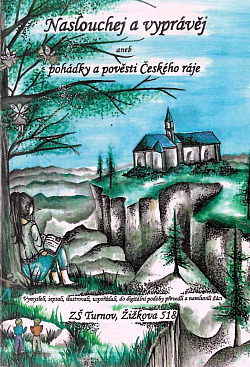 Naslouchej a vyprávěj
aneb
pohádky a pověsti Českého ráje
Vymysleli, sepsali, ilustrovali, uspořádali, do digitální podoby převedli a namluvili žáci
ZŠ Turnov, Žižkova 518